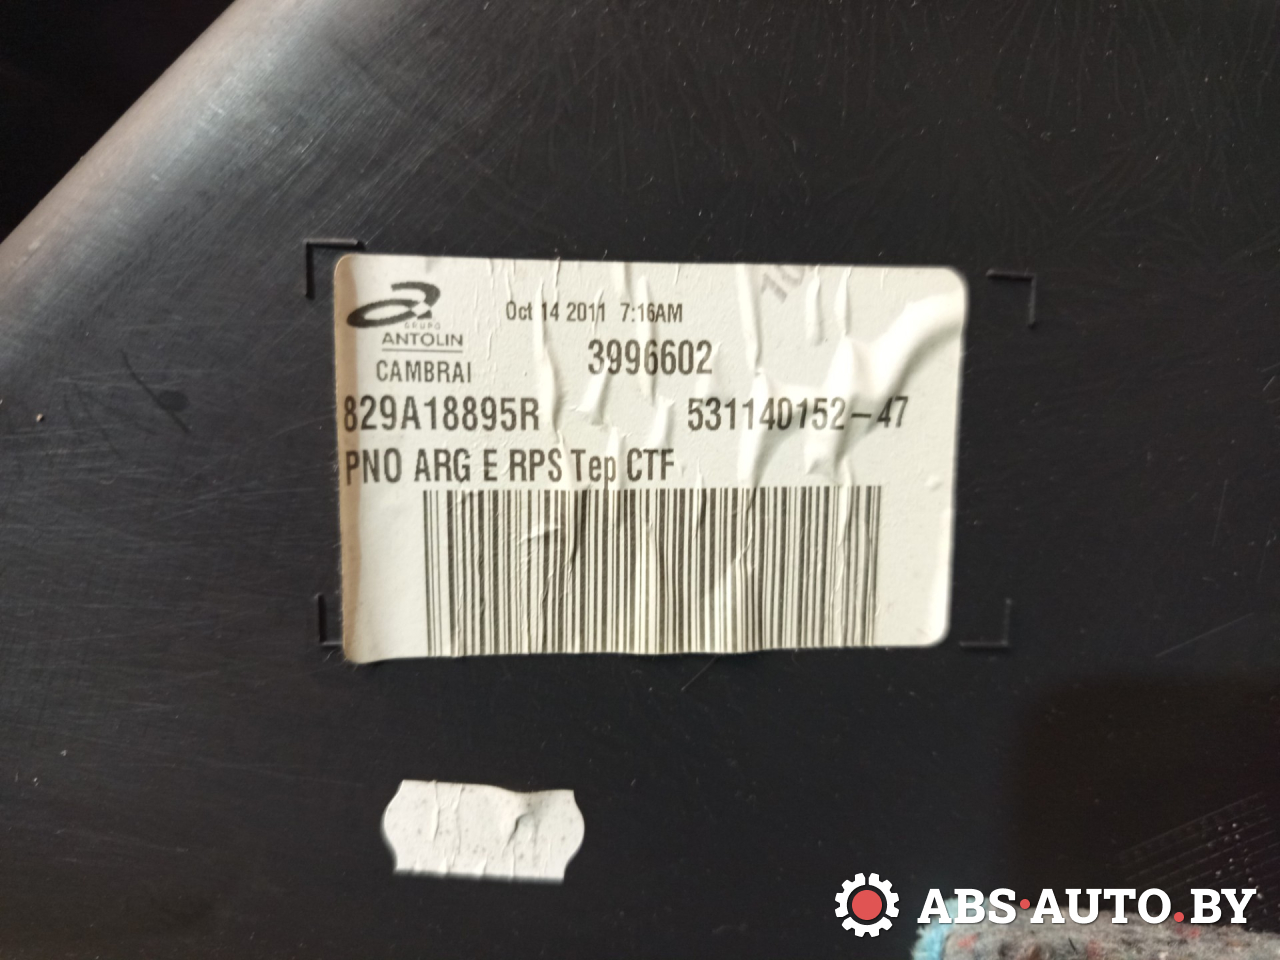 Oct 14 2011 7:16AM
GRUPO
ANTOLIN
3996602
CAMBRAI
829A18895R 531140152-47
PNO ARG E RPS Tep CTF
ABS·AUTO.BY